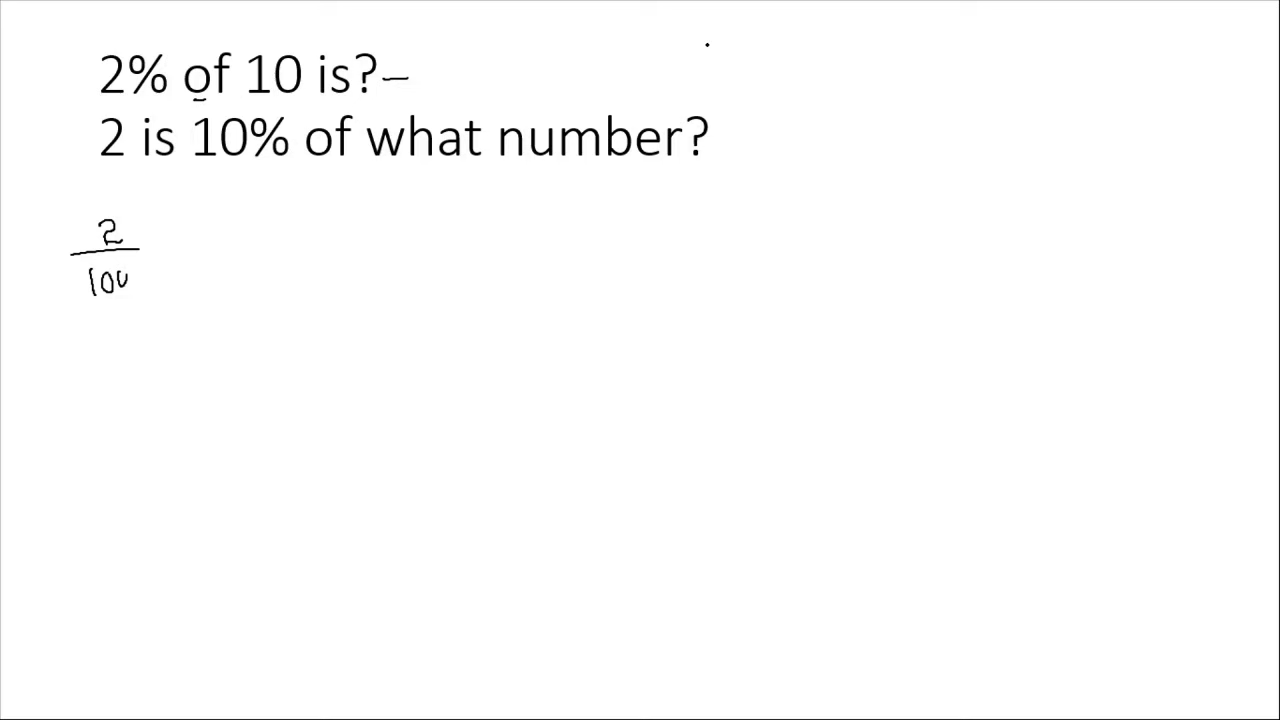 2% of 10 is?–
2 is 10% of what number?
2
100